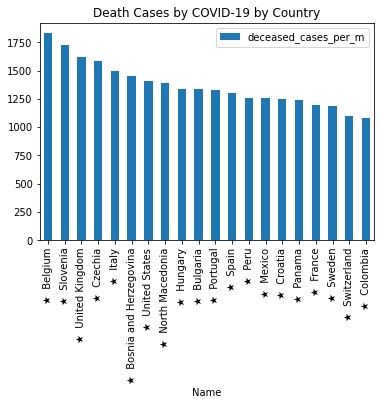 Death Cases by COVID-19 by Country
deceased_cases_per_m
1750
1500
1250
1000
750
500
250
0
★ Belgium
★ Slovenia
★ United Kingdom
★ Czechia
★ Italy
★ Bosnia and Herzegovina
★ United States
★ North Macedonia
★ Hungary
★ Bulgaria
★ Portugal
★ Spain
★ Peru
★ Mexico
★ Croatia
★ Panama
★ France
★ Sweden
★ Switzerland
★ Colombia
Name